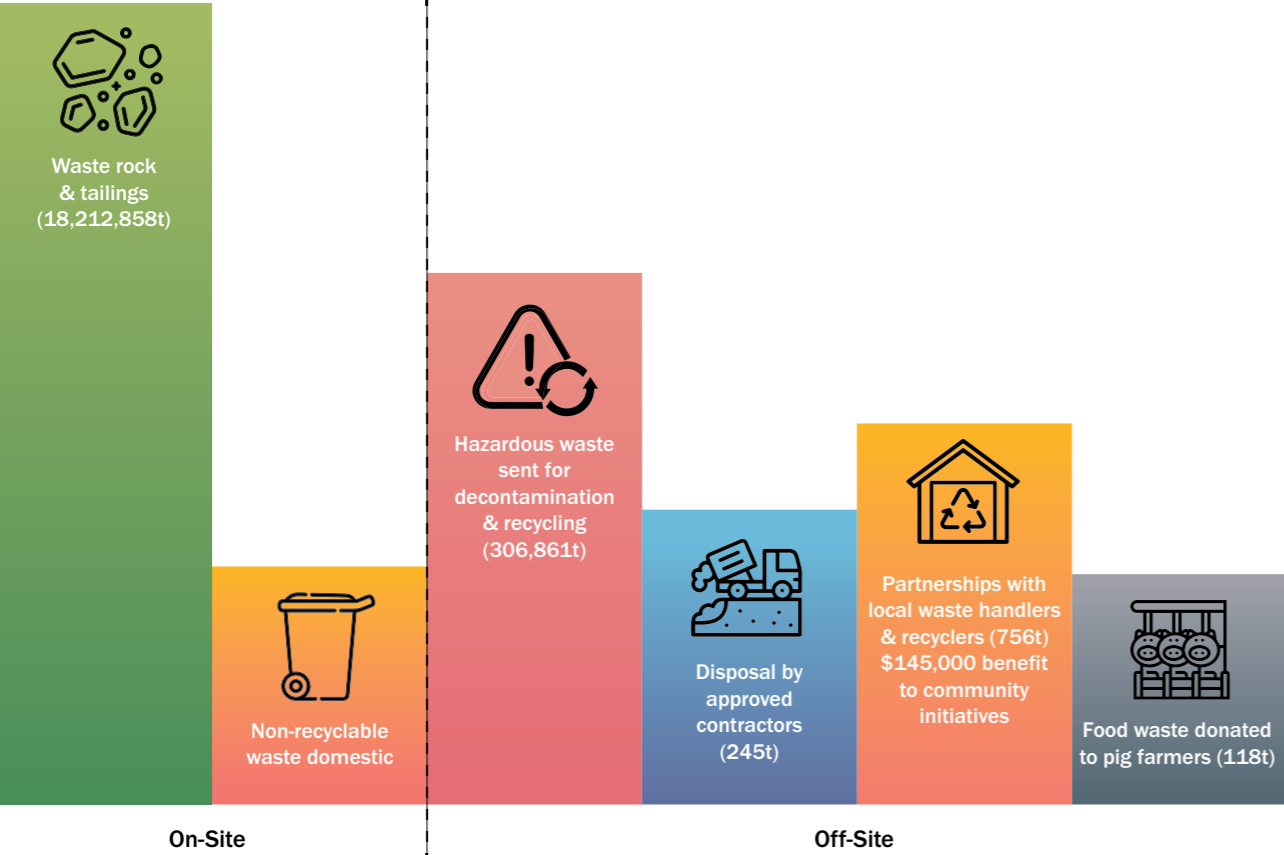 Waste rock
& tailings
(18,212,858t)
Non-recyclable
waste domestic
Hazardous waste
sent for
decontamination
& recycling
(306,861t)
Disposal by
approved
contractors
(245t)
Partnerships with
local waste handlers
& recyclers (756t)
$145,000 benefit
to community
initiatives
Food waste donated
to pig farmers (118t)
On-Site
Off-Site